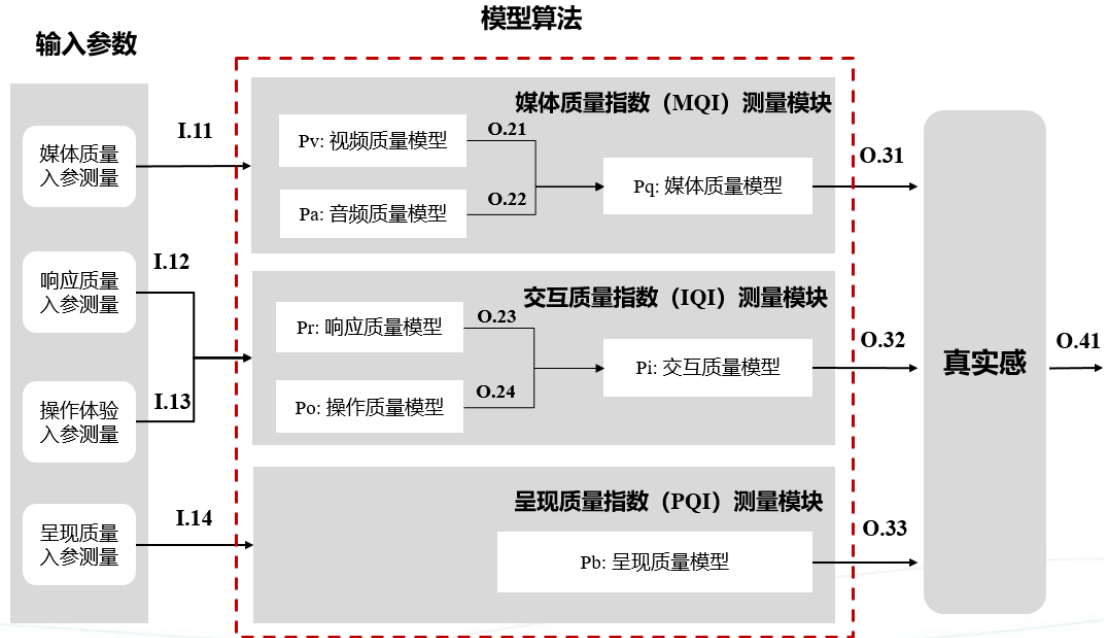 模型算法
输入参数
媒体质量
入参测量
I.11
响应质量
入参测量
I.12
操作体验
入参测量
I.13
呈现质量
入参测量
I.14
媒体质量指数（MQI）测量模块
Pv: 视频质量模型
O.21
Pa: 音频质量模型
O.22
Pq: 媒体质量模型
O.31
交互质量指数（IQI）测量模块
Pr: 响应质量模型
O.23
Po: 操作质量模型
O.24
Pi: 交互质量模型
O.32
呈现质量指数（PQI）测量模块
Pb: 呈现质量模型
O.33
真实感
O.41